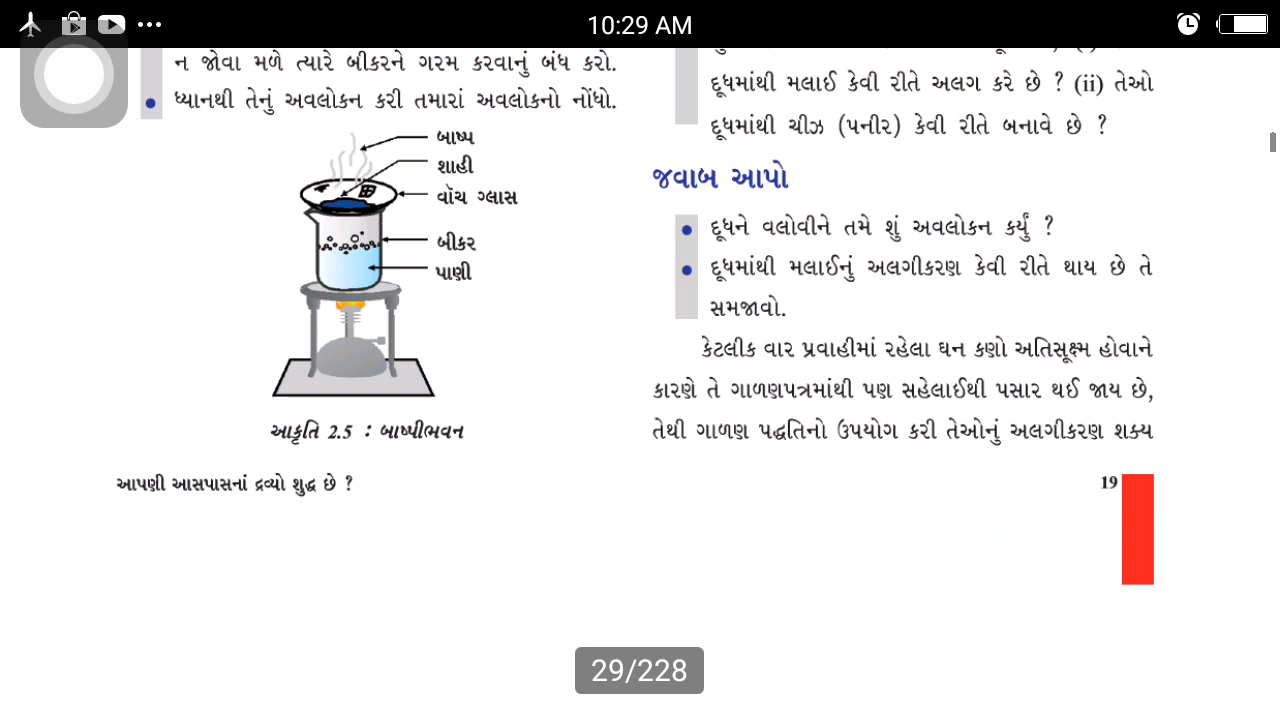 10:29 AM
ન જોવા મળે ત્યારે બીકરને ગરમ કરવાનું બંધ કરો.
• ધ્યાનથી તેનું અવલોકન કરી તમારાં અવલોકનો નોંધો.
બાષ્પ
શાહી
વૉચ ગ્લાસ
બીકર
પાણી
આકૃતિ 2.5 : બાષ્પીભવન
દૂધમાંથી મલાઈ કેવી રીતે અલગ કરે છે ? (ii) તેઓ
દૂધમાંથી ચીઝ (પનીર) કેવી રીતે બનાવે છે ?
જવાબ આપો
• દૂધને વલોવીને તમે શું અવલોકન કર્યું ?
• દૂધમાંથી મલાઈનું અલગીકરણ કેવી રીતે થાય છે તે
સમજાવો.
કેટલીક વાર પ્રવાહીમાં રહેલા ઘન કણો અતિસૂક્ષ્મ હોવાને
કારણે તે ગાળણપત્રમાંથી પણ સહેલાઈથી પસાર થઈ જાય છે,
તેથી ગાળણ પદ્ધતિનો ઉપયોગ કરી તેઓનું અલગીકરણ શક્ય
આપણી આસપાસનાં દ્રવ્યો શુદ્ધ છે ?
19
29/228